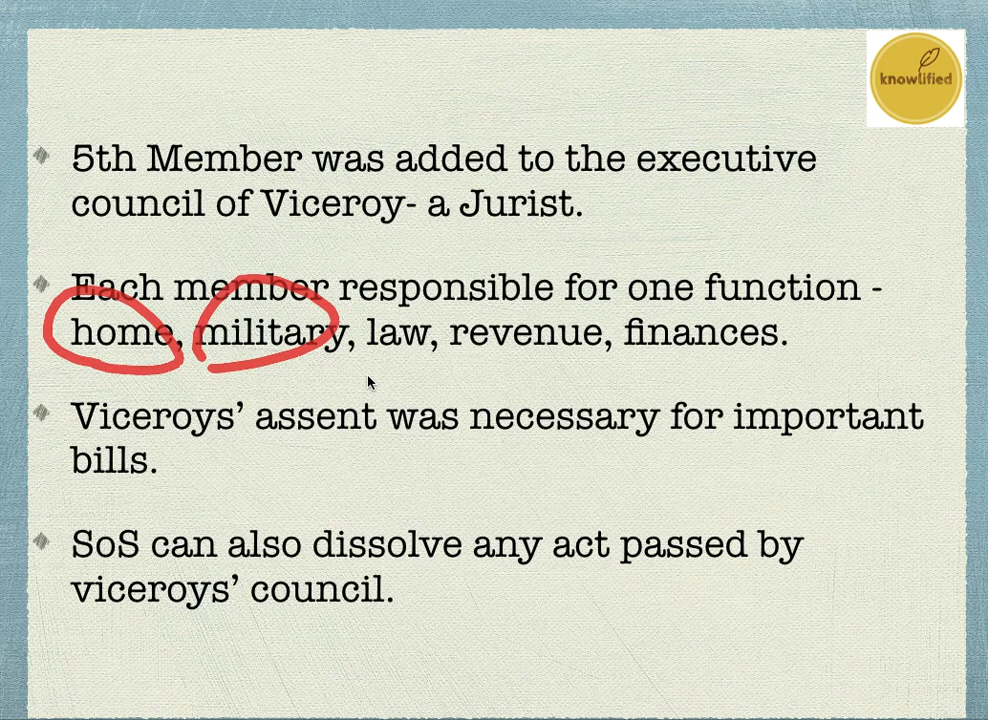 knowlified
5th Member was added to the executive
council of Viceroy- a Jurist.
Each member responsible for one function -
home, military, law, revenue, finances.
Viceroys’ assent was necessary for important
bills.
SoS can also dissolve any act passed by
viceroys’ council.